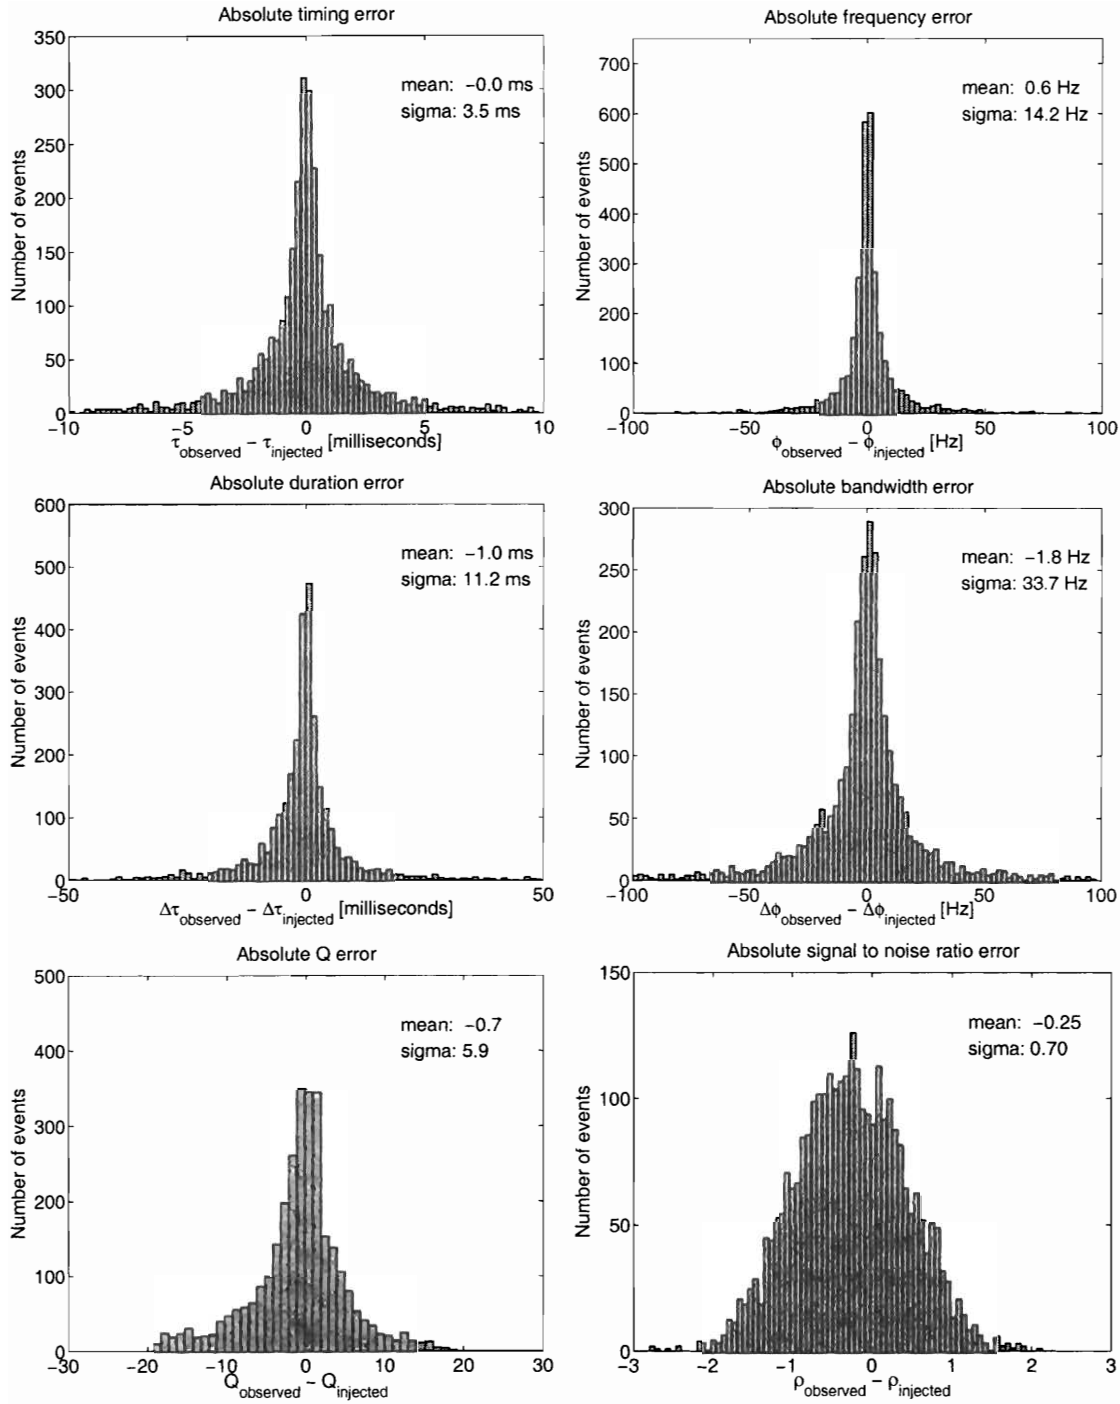 Absolute timing error
350
300
250
200
150
100
50
0
Number of events
mean: −0.0 ms
sigma: 3.5 ms
−10 −5 0 5 10
τobserved − τinjected [milliseconds]
Absolute frequency error
700
600
500
400
300
200
100
0
Number of events
mean: 0.6 Hz
sigma: 14.2 Hz
−100 −50 0 50 100
ϕobserved − ϕinjected [Hz]
Absolute duration error
600
500
400
300
200
100
0
Number of events
mean: −1.0 ms
sigma: 11.2 ms
−50 0 50
Δτobserved − Δτinjected [milliseconds]
Absolute bandwidth error
300
250
200
150
100
50
0
Number of events
mean: −1.8 Hz
sigma: 33.7 Hz
−100 −50 0 50 100
Δϕobserved − Δϕinjected [Hz]
Absolute Q error
500
400
300
200
100
0
Number of events
mean: −0.7
sigma: 5.9
−30 −20 −10 0 10 20 30
Qobserved − Qinjected
Absolute signal to noise ratio error
150
100
50
0
Number of events
mean: −0.25
sigma: 0.70
−3 −2 −1 0 1 2 3
ρobserved − ρinjected